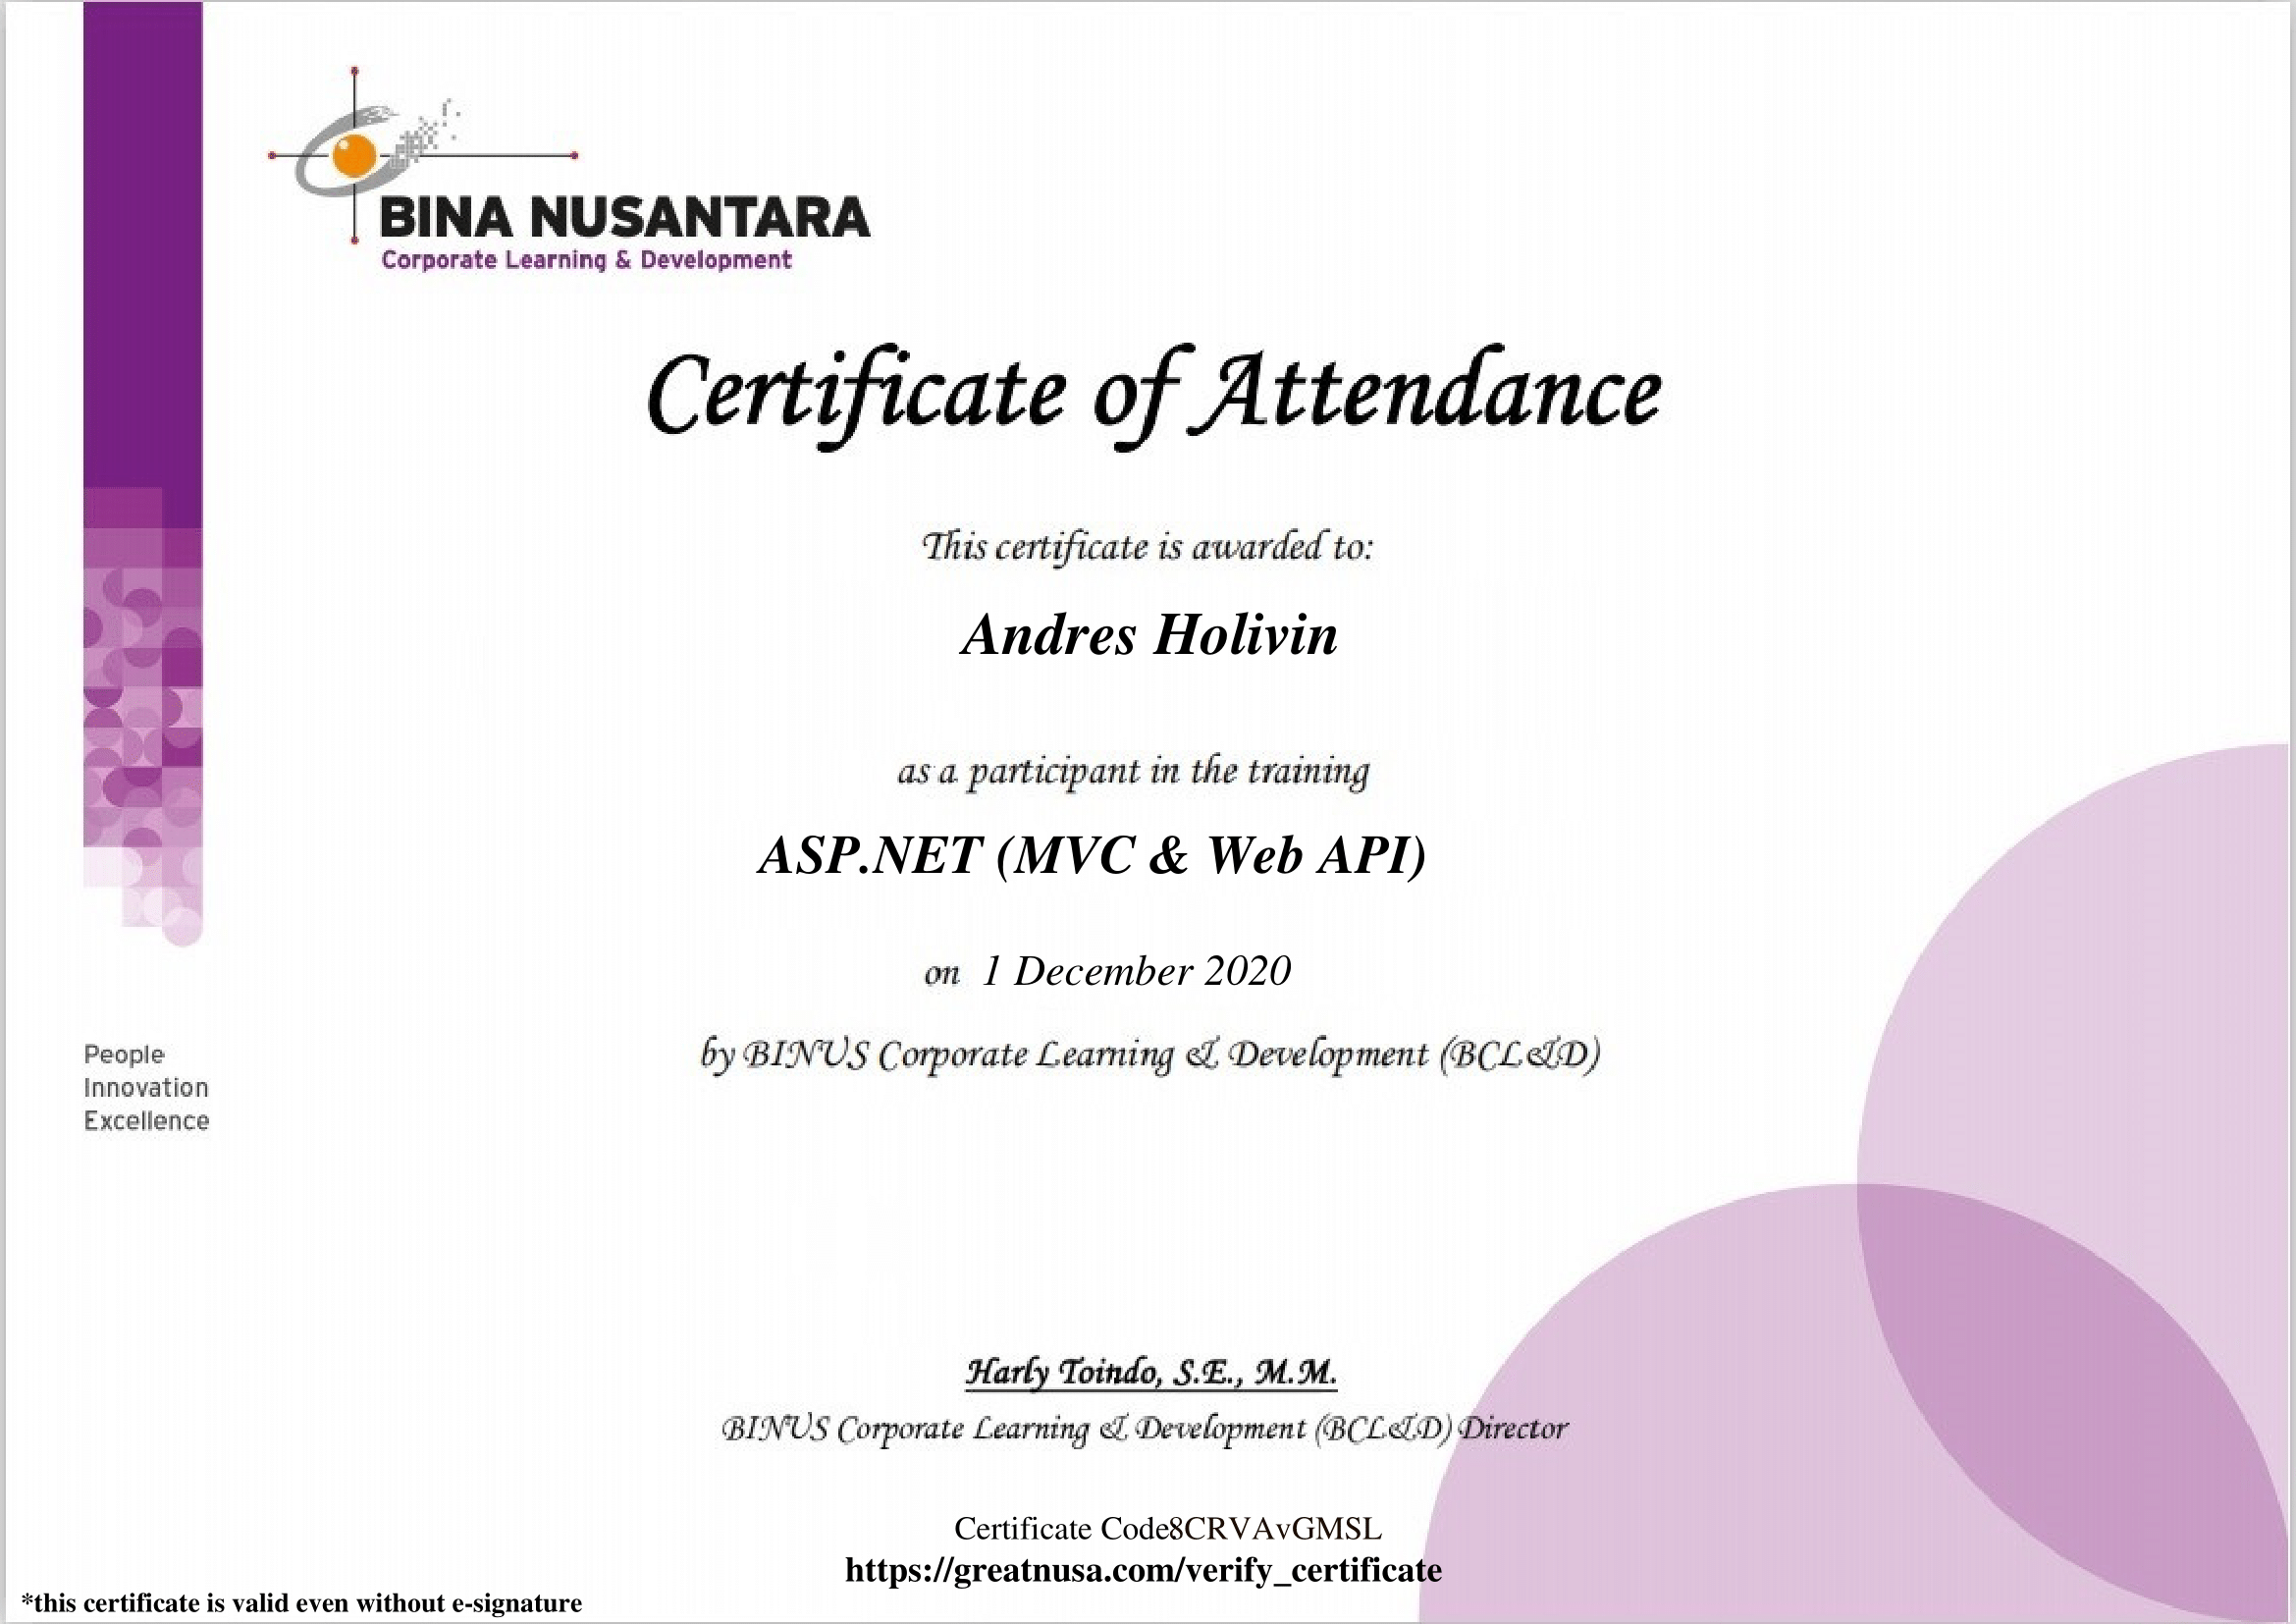 BINA NUSANTARA
Corporate Learning & Development
Certificate of Attendance
This certificate is awarded to:
Andres Holivin
as a participant in the training
ASP.NET (MVC & Web API)
on 1 December 2020
by BINUS Corporate Learning & Development (BCL&D)
People
Innovation
Excellence
Harly Toindo, S.E., M.M.
BINUS Corporate Learning & Development (BCL&D) Director
Certificate Code8CRVAvGMSL
https://greatnusa.com/verify_certificate
*this certificate is valid even without e-signature